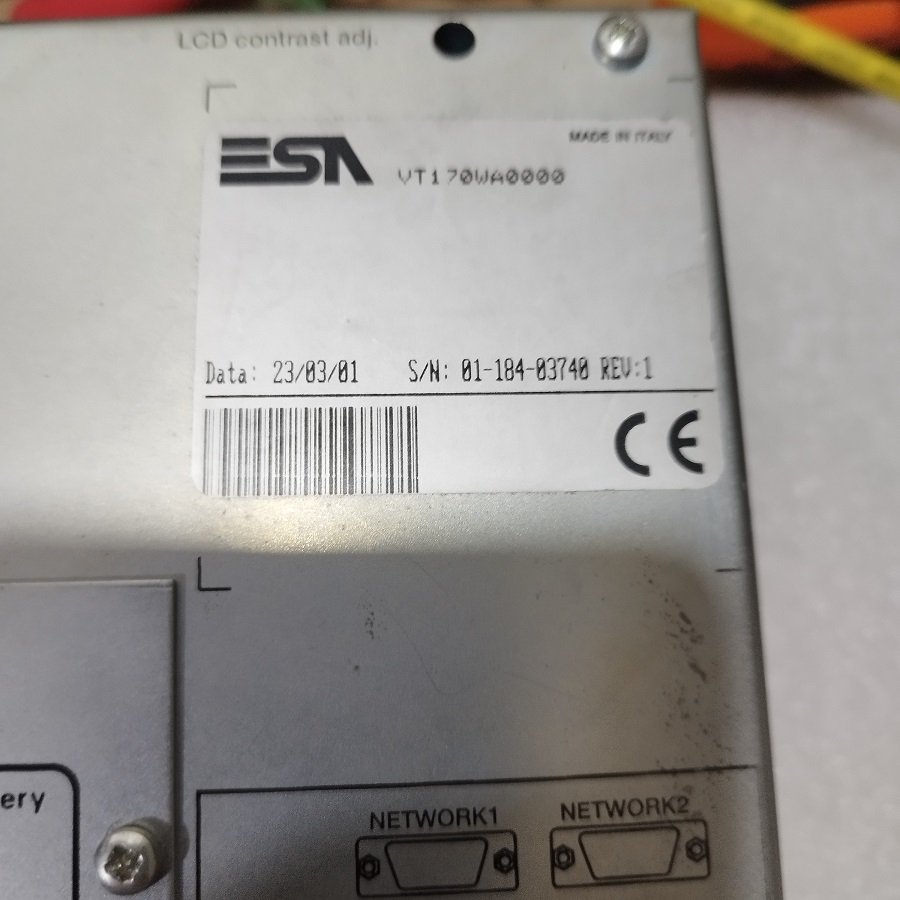 LCD contrast adj.
MADE IN ITALY
ESA VT170WA0000
Data: 23/03/01 S/N: 01-184-03740 REV:1
CE
ery
NETWORK1 NETWORK2